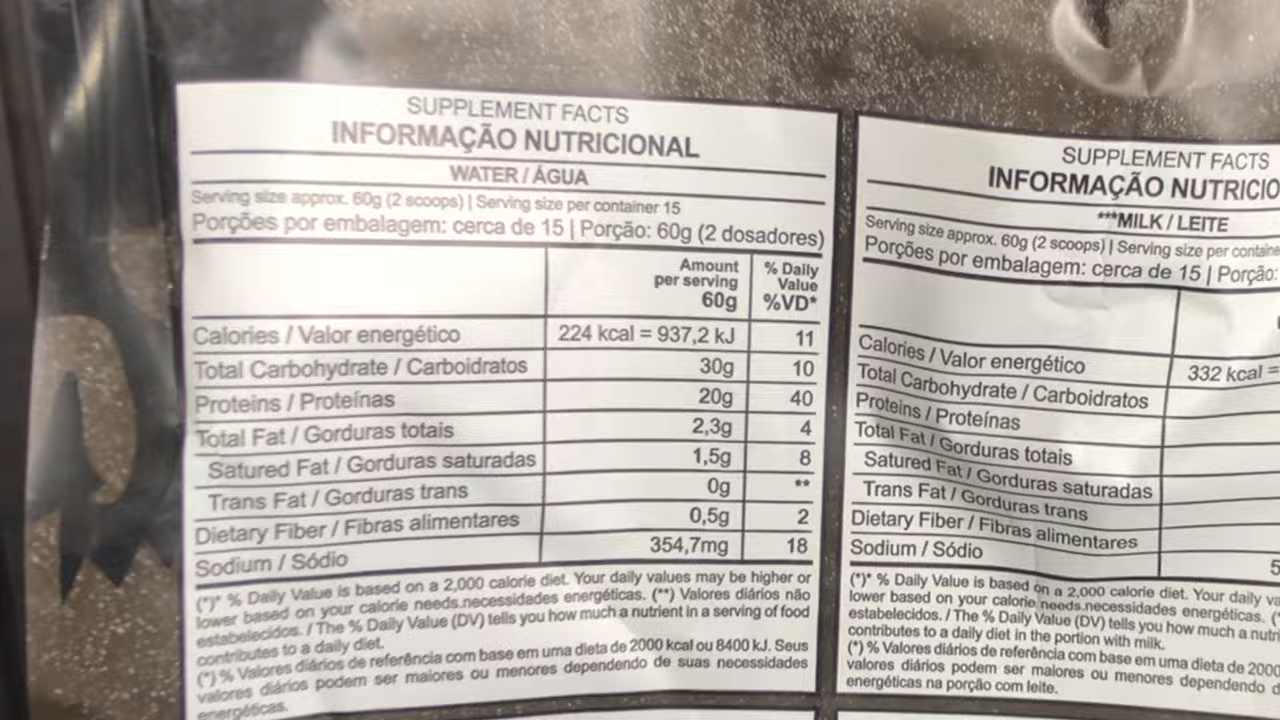 SUPPLEMENT FACTS
INFORMAÇÃO NUTRICIONAL
WATER / ÁGUA
Serving size approx. 60g (2 scoops) | Serving size per container 15
Porções por embalagem: cerca de 15 | Porção: 60g (2 dosadores)
Amount per serving 60g % Daily Value %VD*
Calories / Valor energético 224 kcal = 937,2 kJ 11
Total Carbohydrate / Carboidratos 30g 10
Proteins / Proteínas 20g 40
Total Fat / Gorduras totais 2,3g 4
Satured Fat / Gorduras saturadas 1,5g 8
Trans Fat / Gorduras trans 0g **
Dietary Fiber / Fibras alimentares 0,5g 2
Sodium / Sódio 354,7mg 18
(*)* % Daily Value is based on a 2,000 calorie diet. Your daily values may be higher or
lower based on your calorie needs.necessidades energéticas. (**) Valores diários não
estabelecidos. / The % Daily Value (DV) tells you how much a nutrient in a serving of food
contributes to a daily diet.
(*) % Valores diários de referência com base em uma dieta de 2000 kcal ou 8400 kJ. Seus
valores diários podem ser maiores ou menores dependendo de suas necessidades
energéticas.
SUPPLEMENT FACTS
INFORMAÇÃO NUTRICIO
***MILK / LEITE
Serving size approx. 60g (2 scoops) | Serving size per containe
Porções por embalagem: cerca de 15 | Porção:
Calories / Valor energético 332 kcal =
Total Carbohydrate / Carboidratos
Proteins / Proteínas
Total Fat / Gorduras totais
Satured Fat / Gorduras saturadas
Trans Fat / Gorduras trans
Dietary Fiber / Fibras alimentares
Sodium / Sódio 5
(*)* % Daily Value is based on a 2,000 calorie diet. Your daily va
lower based on your calorie needs.necessidades energéticas. (
estabelecidos. / The % Daily Value (DV) tells you how much a nutr
contributes to a daily diet in the portion with milk.
(*) % Valores diários de referência com base em uma dieta de 2000
valores diários podem ser maiores ou menores dependendo d
energéticas na porção com leite.